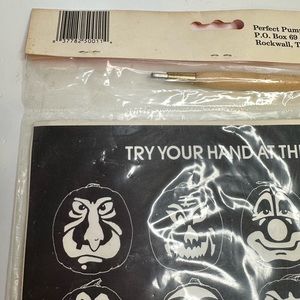 Perfect Pum
P.O. Box 69
Rockwall, T
TRY YOUR HAND AT TH